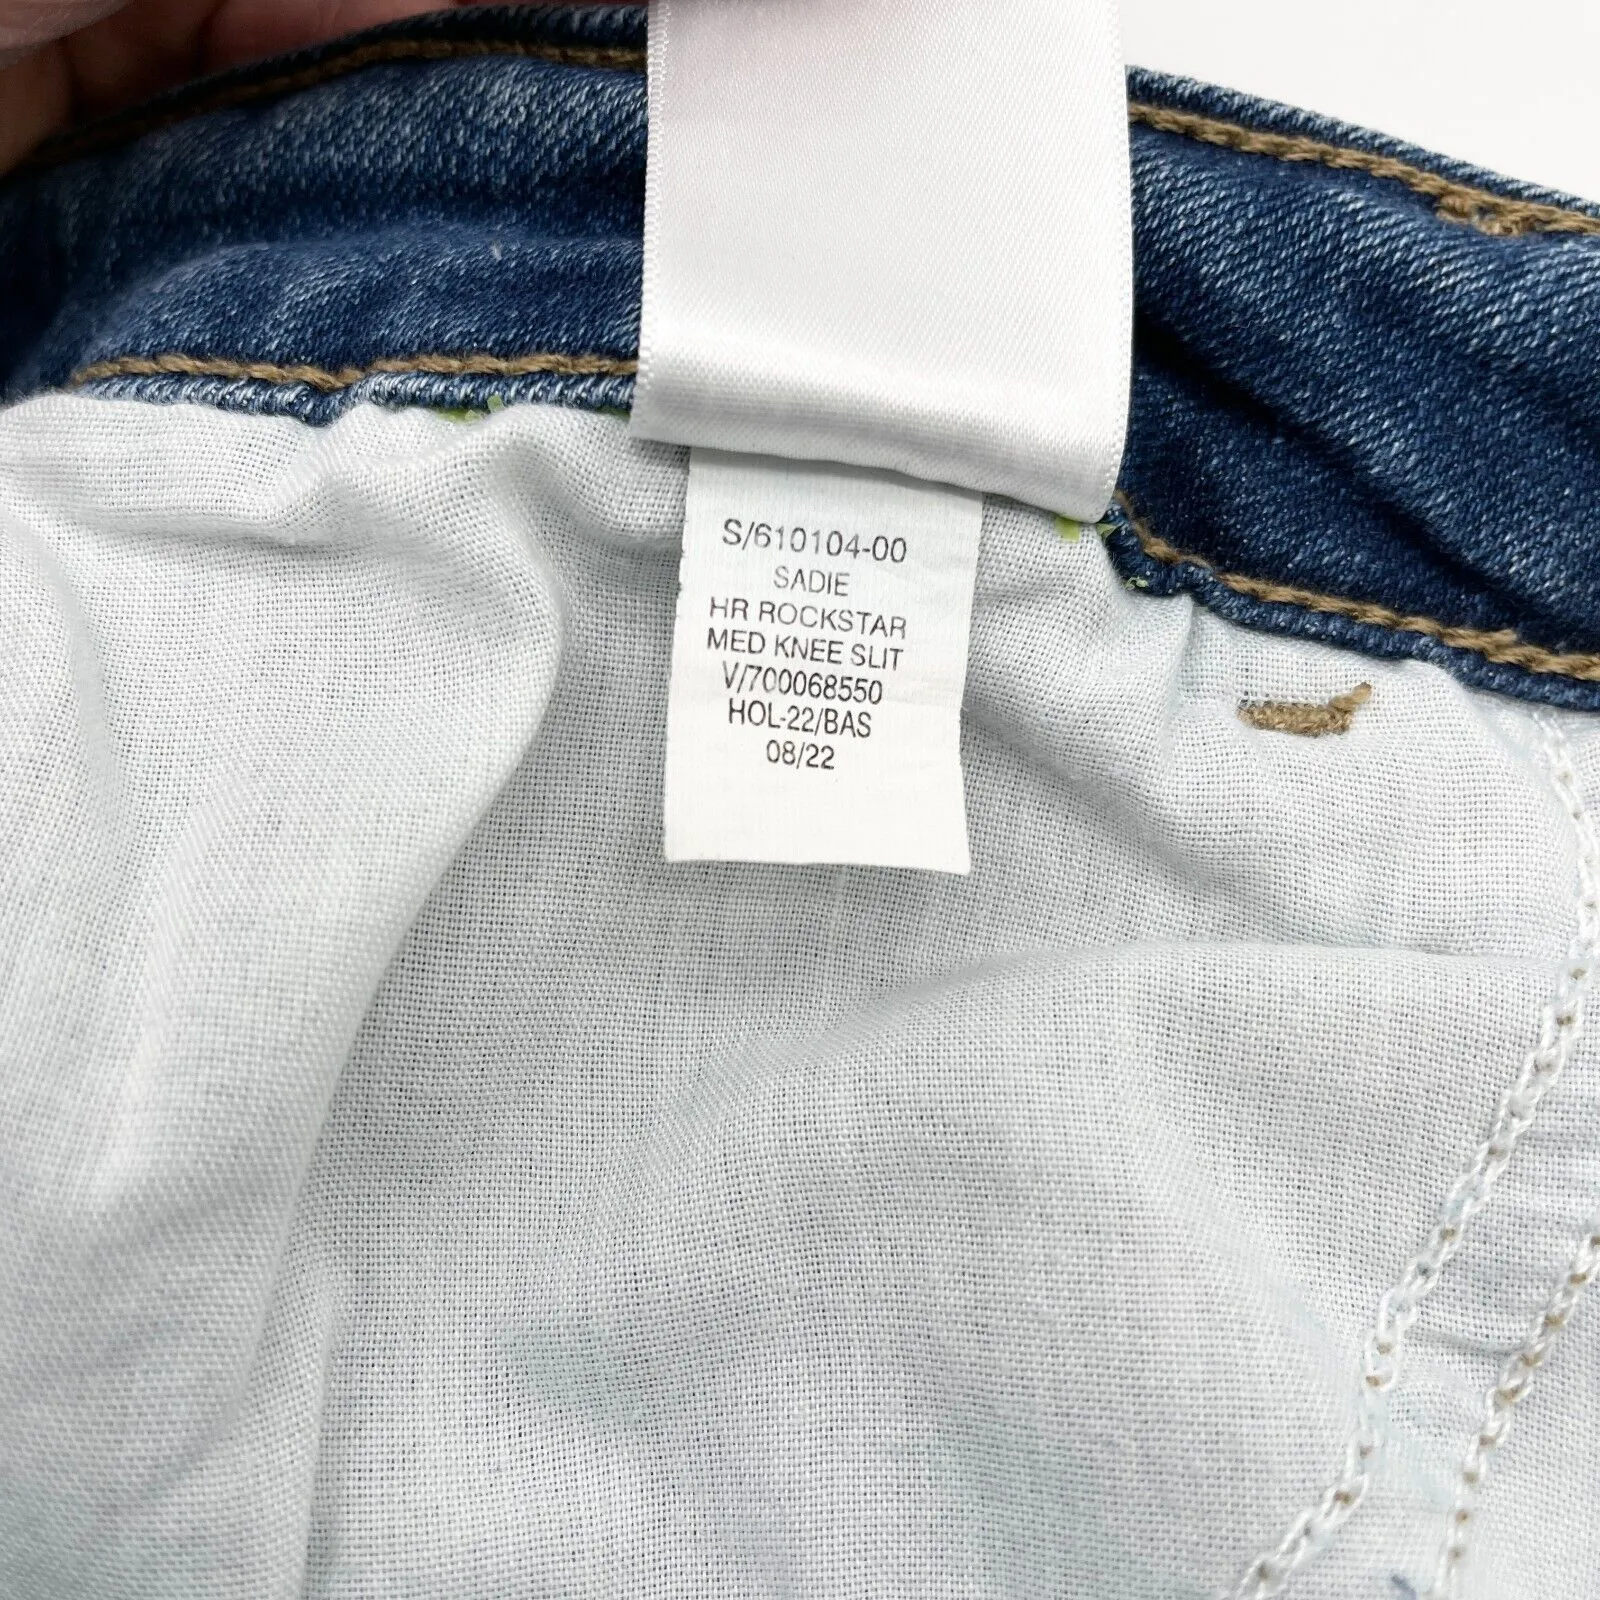 S/610104-00
SADIE
HR ROCKSTAR
MED KNEE SLIT
V/700068550
HOL-22/BAS
08/22